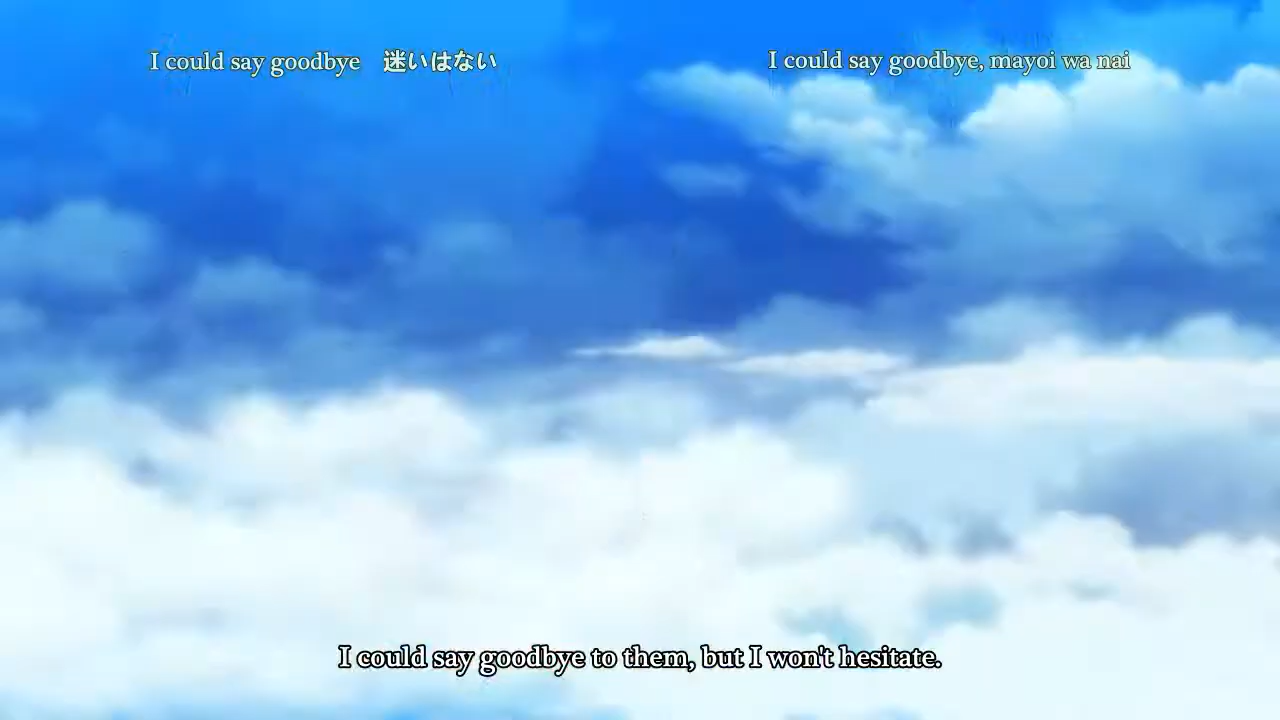 I could say goodbye　迷いはない
I could say goodbye, mayoi wa nai
I could say goodbye to them, but I won't hesitate.